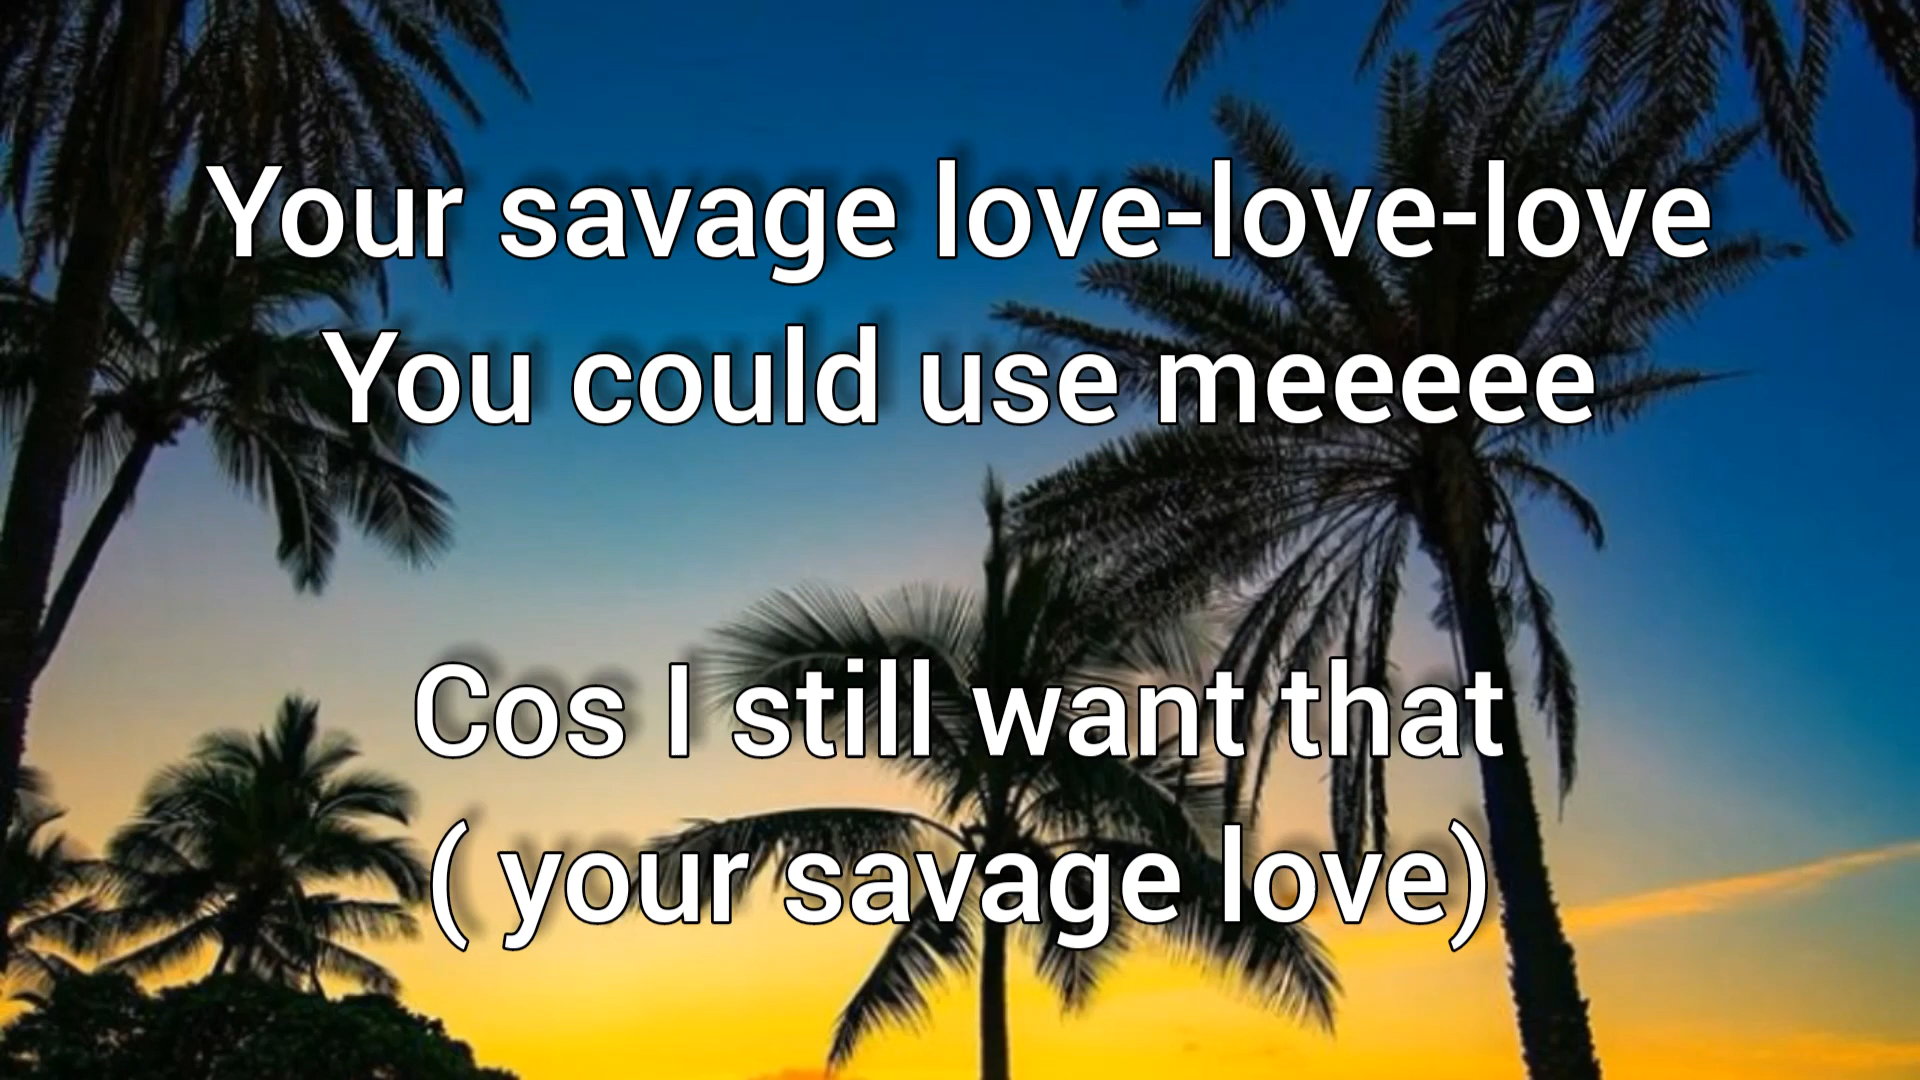 Your savage love-love-love
You could use meeeee
Cos I still want that
( your savage love)